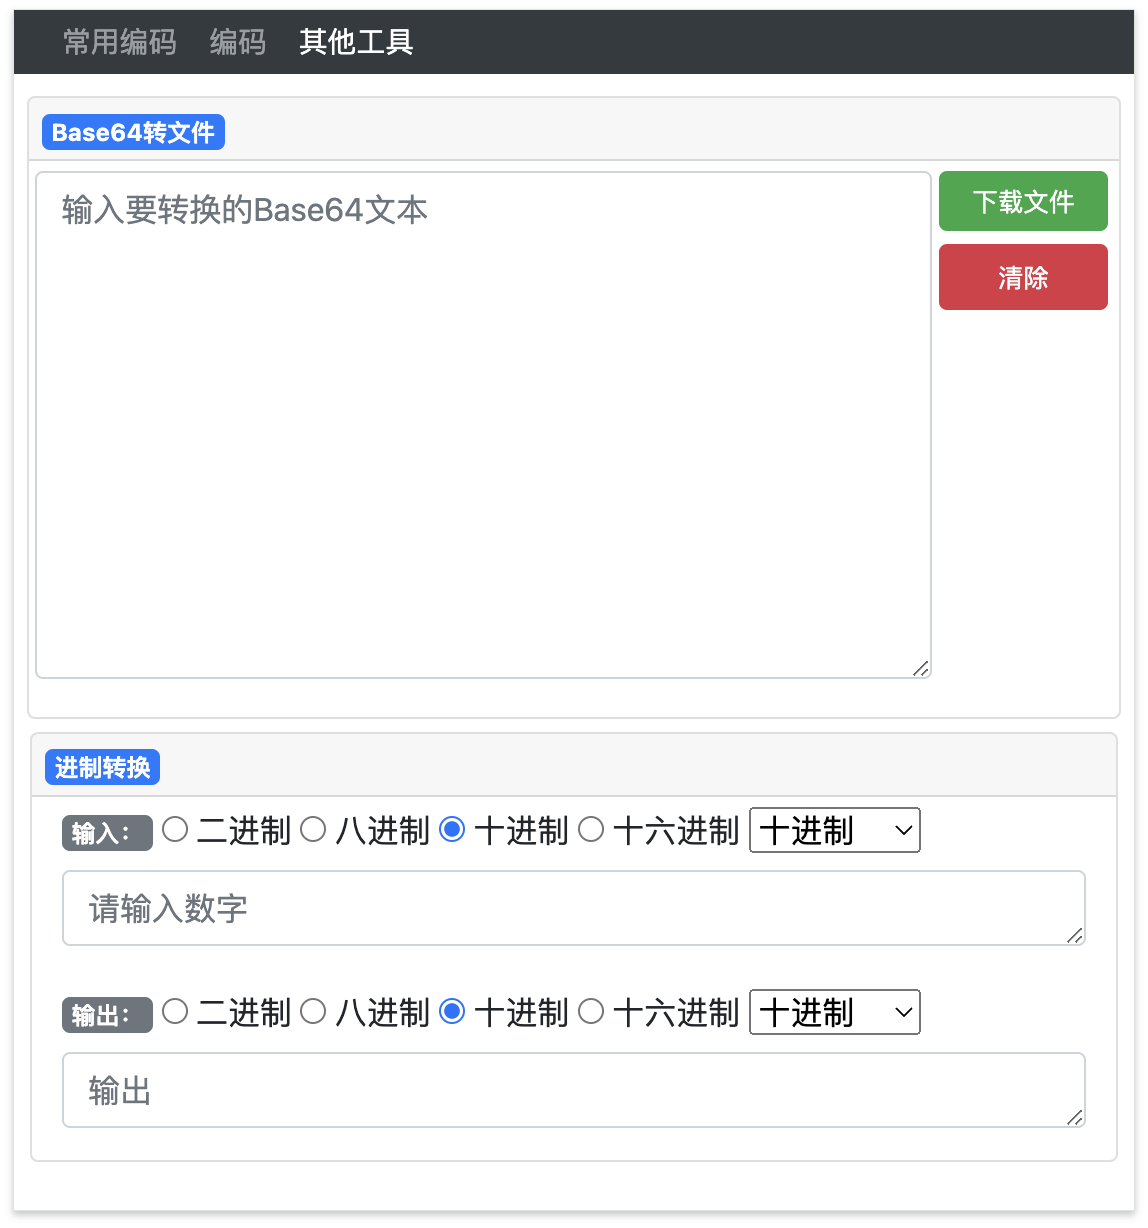 常用编码 编码 其他工具
Base64转文件
输入要转换的Base64文本
下载文件
清除
进制转换
输入： 二进制 八进制 十进制 十六进制 十进制
请输入数字
输出： 二进制 八进制 十进制 十六进制 十进制
输出